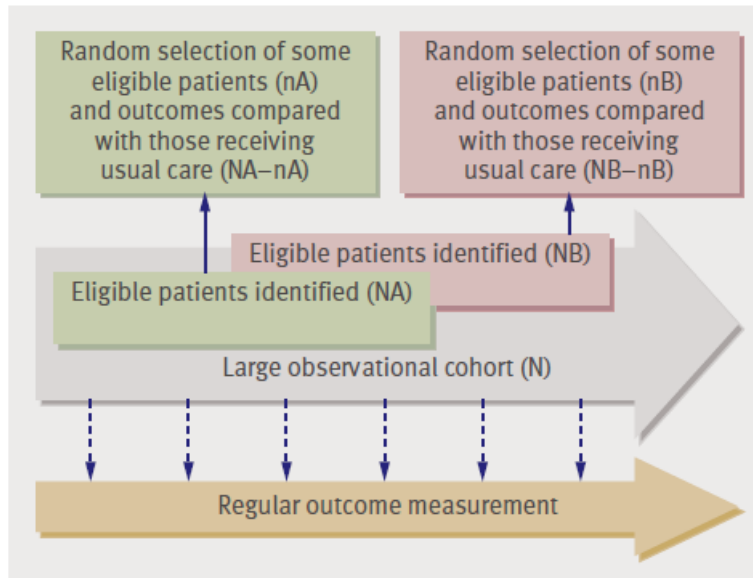 Random selection of some
eligible patients (nA)
and outcomes compared
with those receiving
usual care (NA–nA)
Random selection of some
eligible patients (nB)
and outcomes compared
with those receiving
usual care (NB–nB)
Eligible patients identified (NB)
Eligible patients identified (NA)
Large observational cohort (N)
Regular outcome measurement